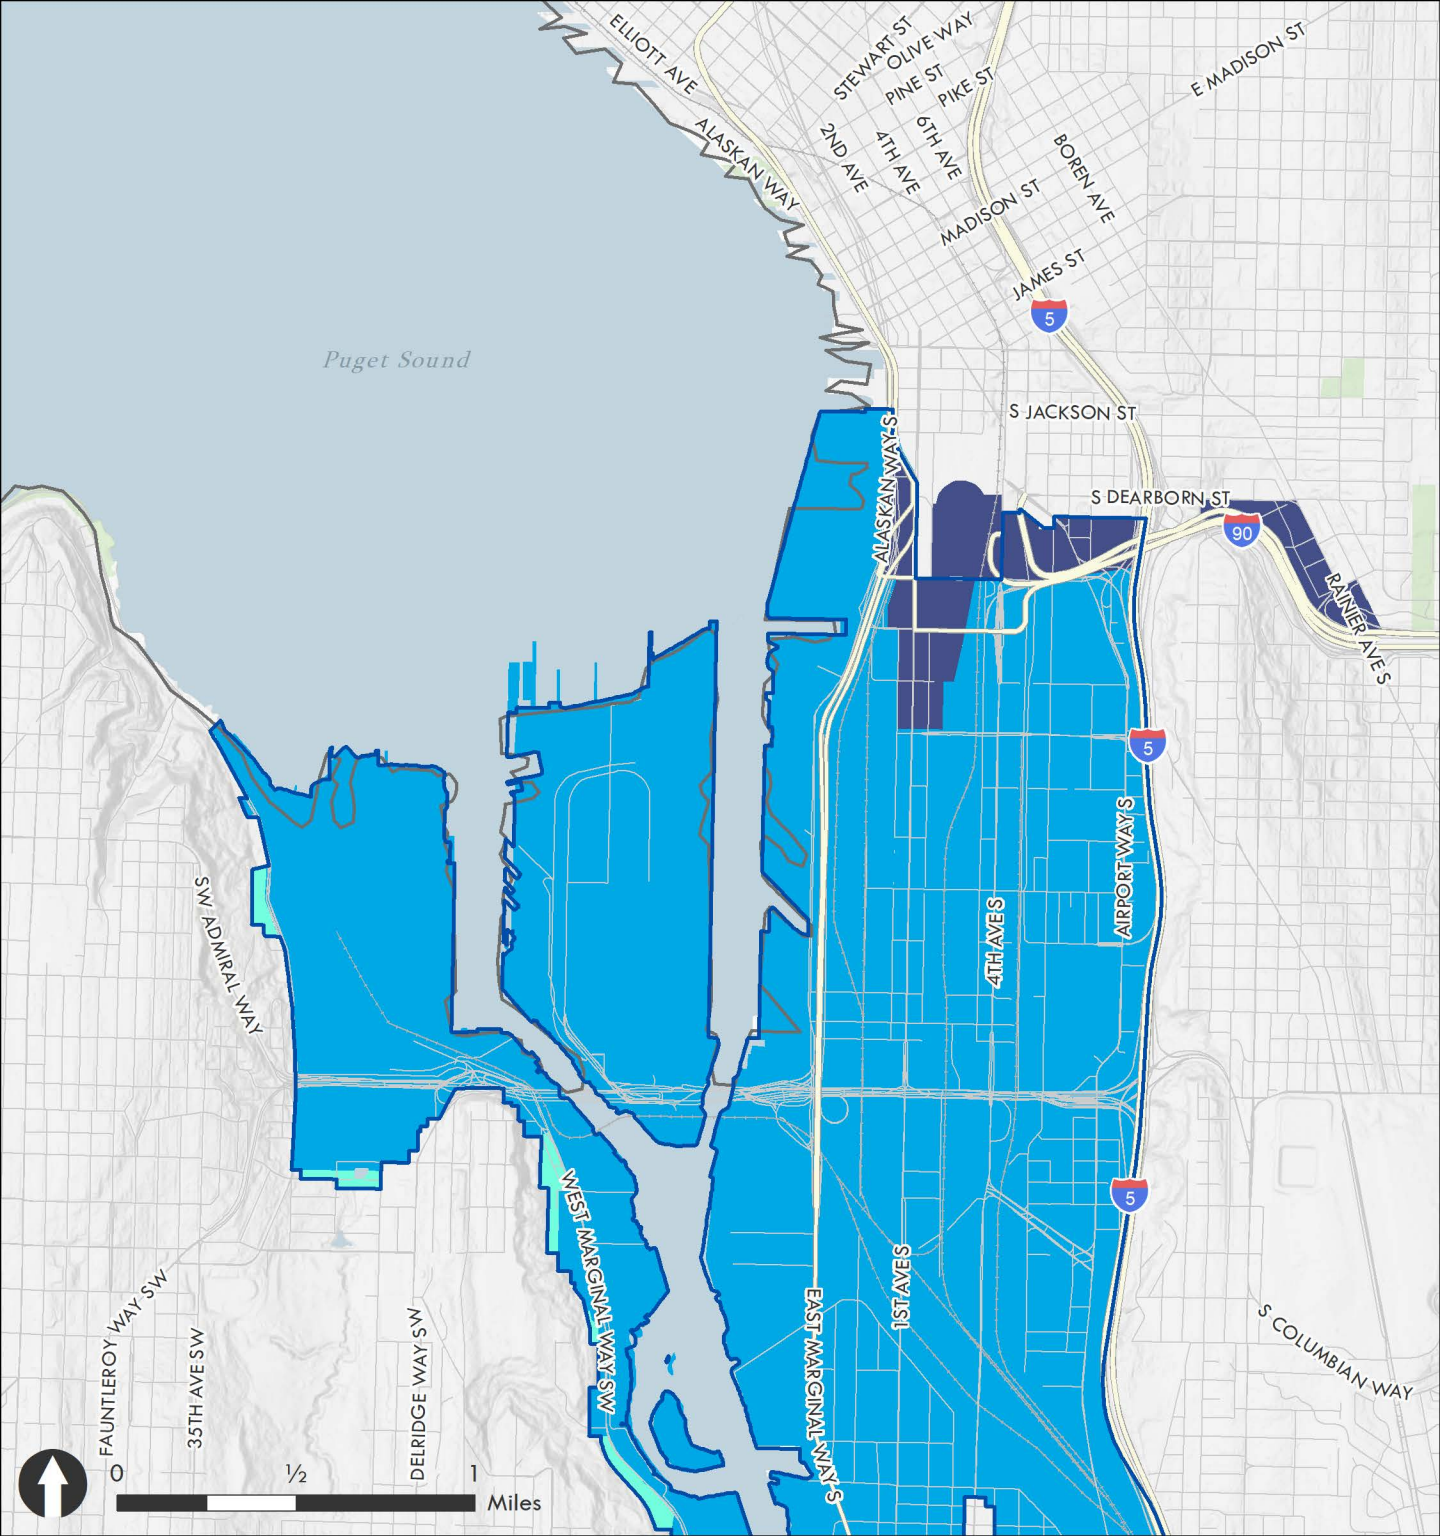 ELLIOTT AVE
STEWART ST
OLIVE WAY
PINE ST
PIKE ST
E MADISON ST
ALASKAN WAY
2ND AVE
4TH AVE
6TH AVE
BOREN AVE
MADISON ST
JAMES ST
5
Puget Sound
S JACKSON ST
ALASKAN WAY S
S DEARBORN ST
90
RAINIER AVE S
5
AIRPORT WAY S
4TH AVE S
SW ADMIRAL WAY
5
WEST MARGINAL WAY SW
1ST AVE S
EAST MARGINAL WAY S
S COLUMBIAN WAY
FAUNTLEROY WAY SW
35TH AVE SW
DELRIDGE WAY SW
0 ½ 1
Miles